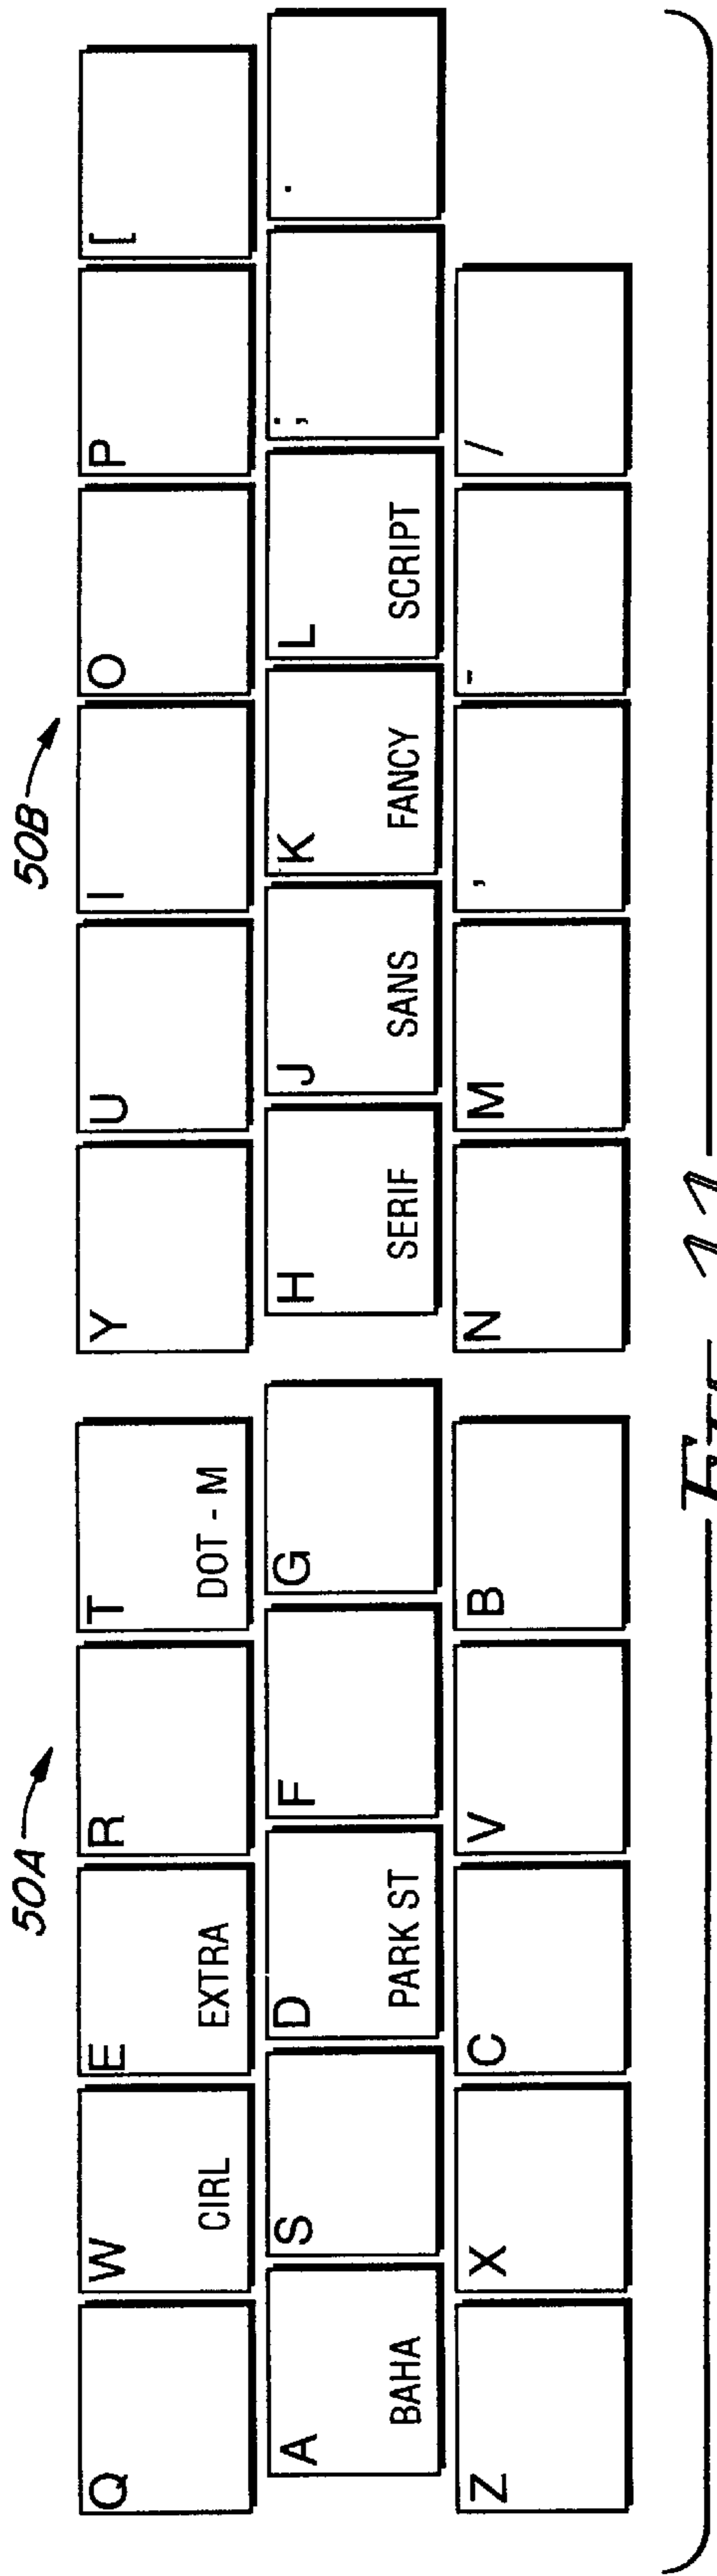 50A 50B
Q W E R T Y U I O P [
CIRL EXTRA DOT - M
A S D F G H J K L ; .
BAHA PARK ST SERIF SANS FANCY SCRIPT
Z X C V B N M , - /